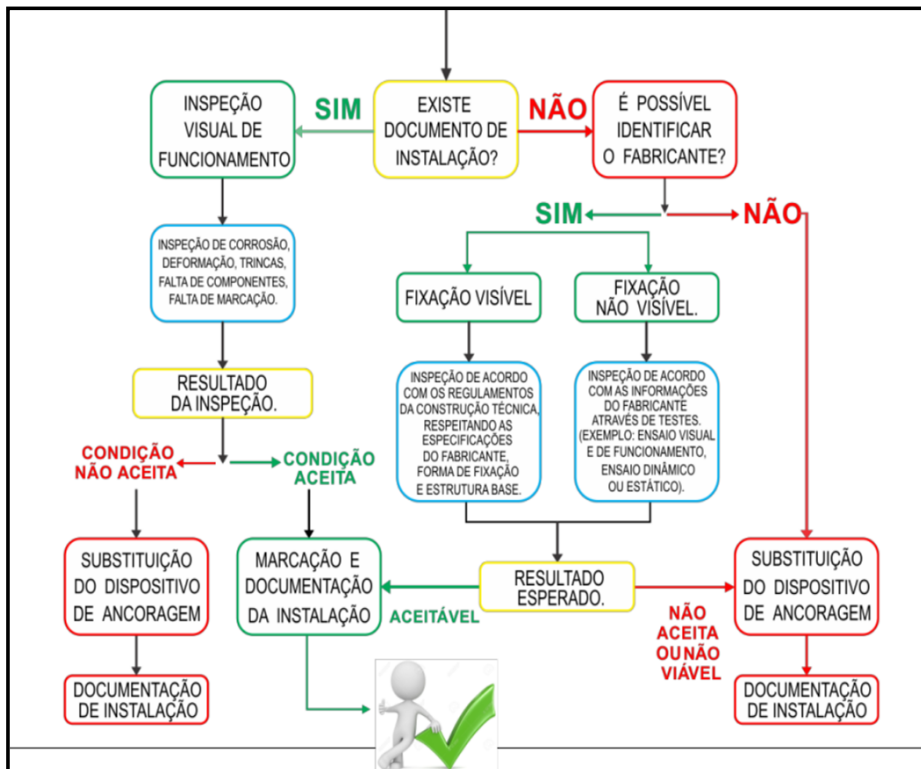 EXISTE
DOCUMENTO DE
INSTALAÇÃO?
SIM
INSPEÇÃO
VISUAL DE
FUNCIONAMENTO
NÃO
É POSSÍVEL
IDENTIFICAR
O FABRICANTE?
SIM
NÃO
INSPEÇÃO DE CORROSÃO,
DEFORMAÇÃO, TRINCAS,
FALTA DE COMPONENTES,
FALTA DE MARCAÇÃO.
FIXAÇÃO VISÍVEL
FIXAÇÃO
NÃO VISÍVEL.
RESULTADO
DA INSPEÇÃO.
INSPEÇÃO DE ACORDO
COM OS REGULAMENTOS
DA CONSTRUÇÃO TÉCNICA,
RESPEITANDO AS
ESPECIFICAÇÕES
DO FABRICANTE,
FORMA DE FIXAÇÃO
E ESTRUTURA BASE.
INSPEÇÃO DE ACORDO
COM AS INFORMAÇÕES
DO FABRICANTE
ATRAVÉS DE TESTES.
(EXEMPLO: ENSAIO VISUAL
E DE FUNCIONAMENTO,
ENSAIO DINÂMICO
OU ESTÁTICO).
CONDIÇÃO
NÃO ACEITA
CONDIÇÃO
ACEITA
SUBSTITUIÇÃO
DO DISPOSITIVO
DE ANCORAGEM
MARCAÇÃO E
DOCUMENTAÇÃO
DA INSTALAÇÃO
ACEITÁVEL
RESULTADO
ESPERADO.
NÃO
ACEITA
OU NÃO
VIÁVEL
SUBSTITUIÇÃO
DO DISPOSITIVO
DE ANCORAGEM
DOCUMENTAÇÃO
DE INSTALAÇÃO
DOCUMENTAÇÃO
DE INSTALAÇÃO